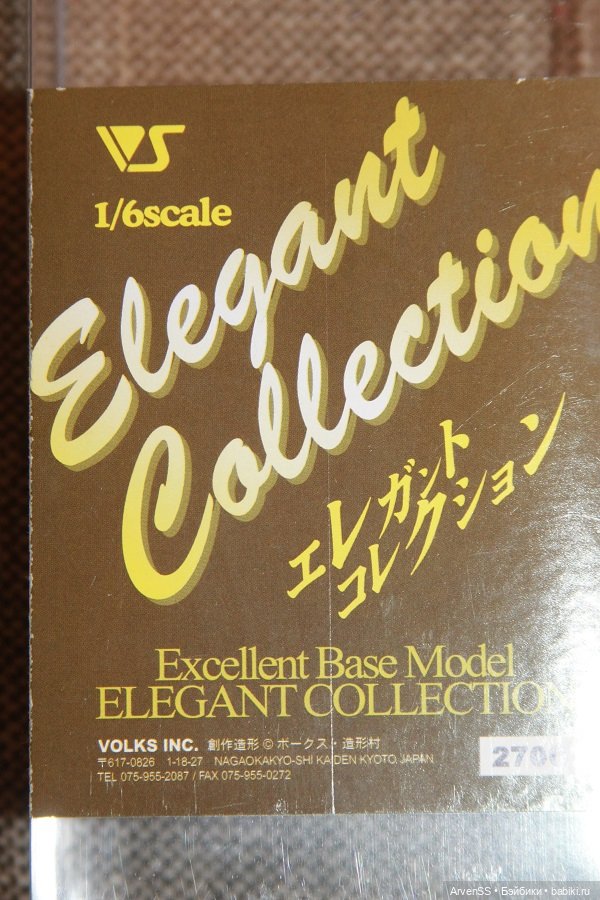 VS
1/6scale
Elegant
Collection
エレガント
コレクション
Excellent Base Model
ELEGANT COLLECTION
VOLKS INC. 創作造形 © ボークス・造形村
〒617-0826 1-18-27 NAGAOKAKYO-SHI KAIDEN KYOTO, JAPAN
TEL 075-955-2087 / FAX 075-955-0272
ArvenSS • Бэйбики • babiki.ru